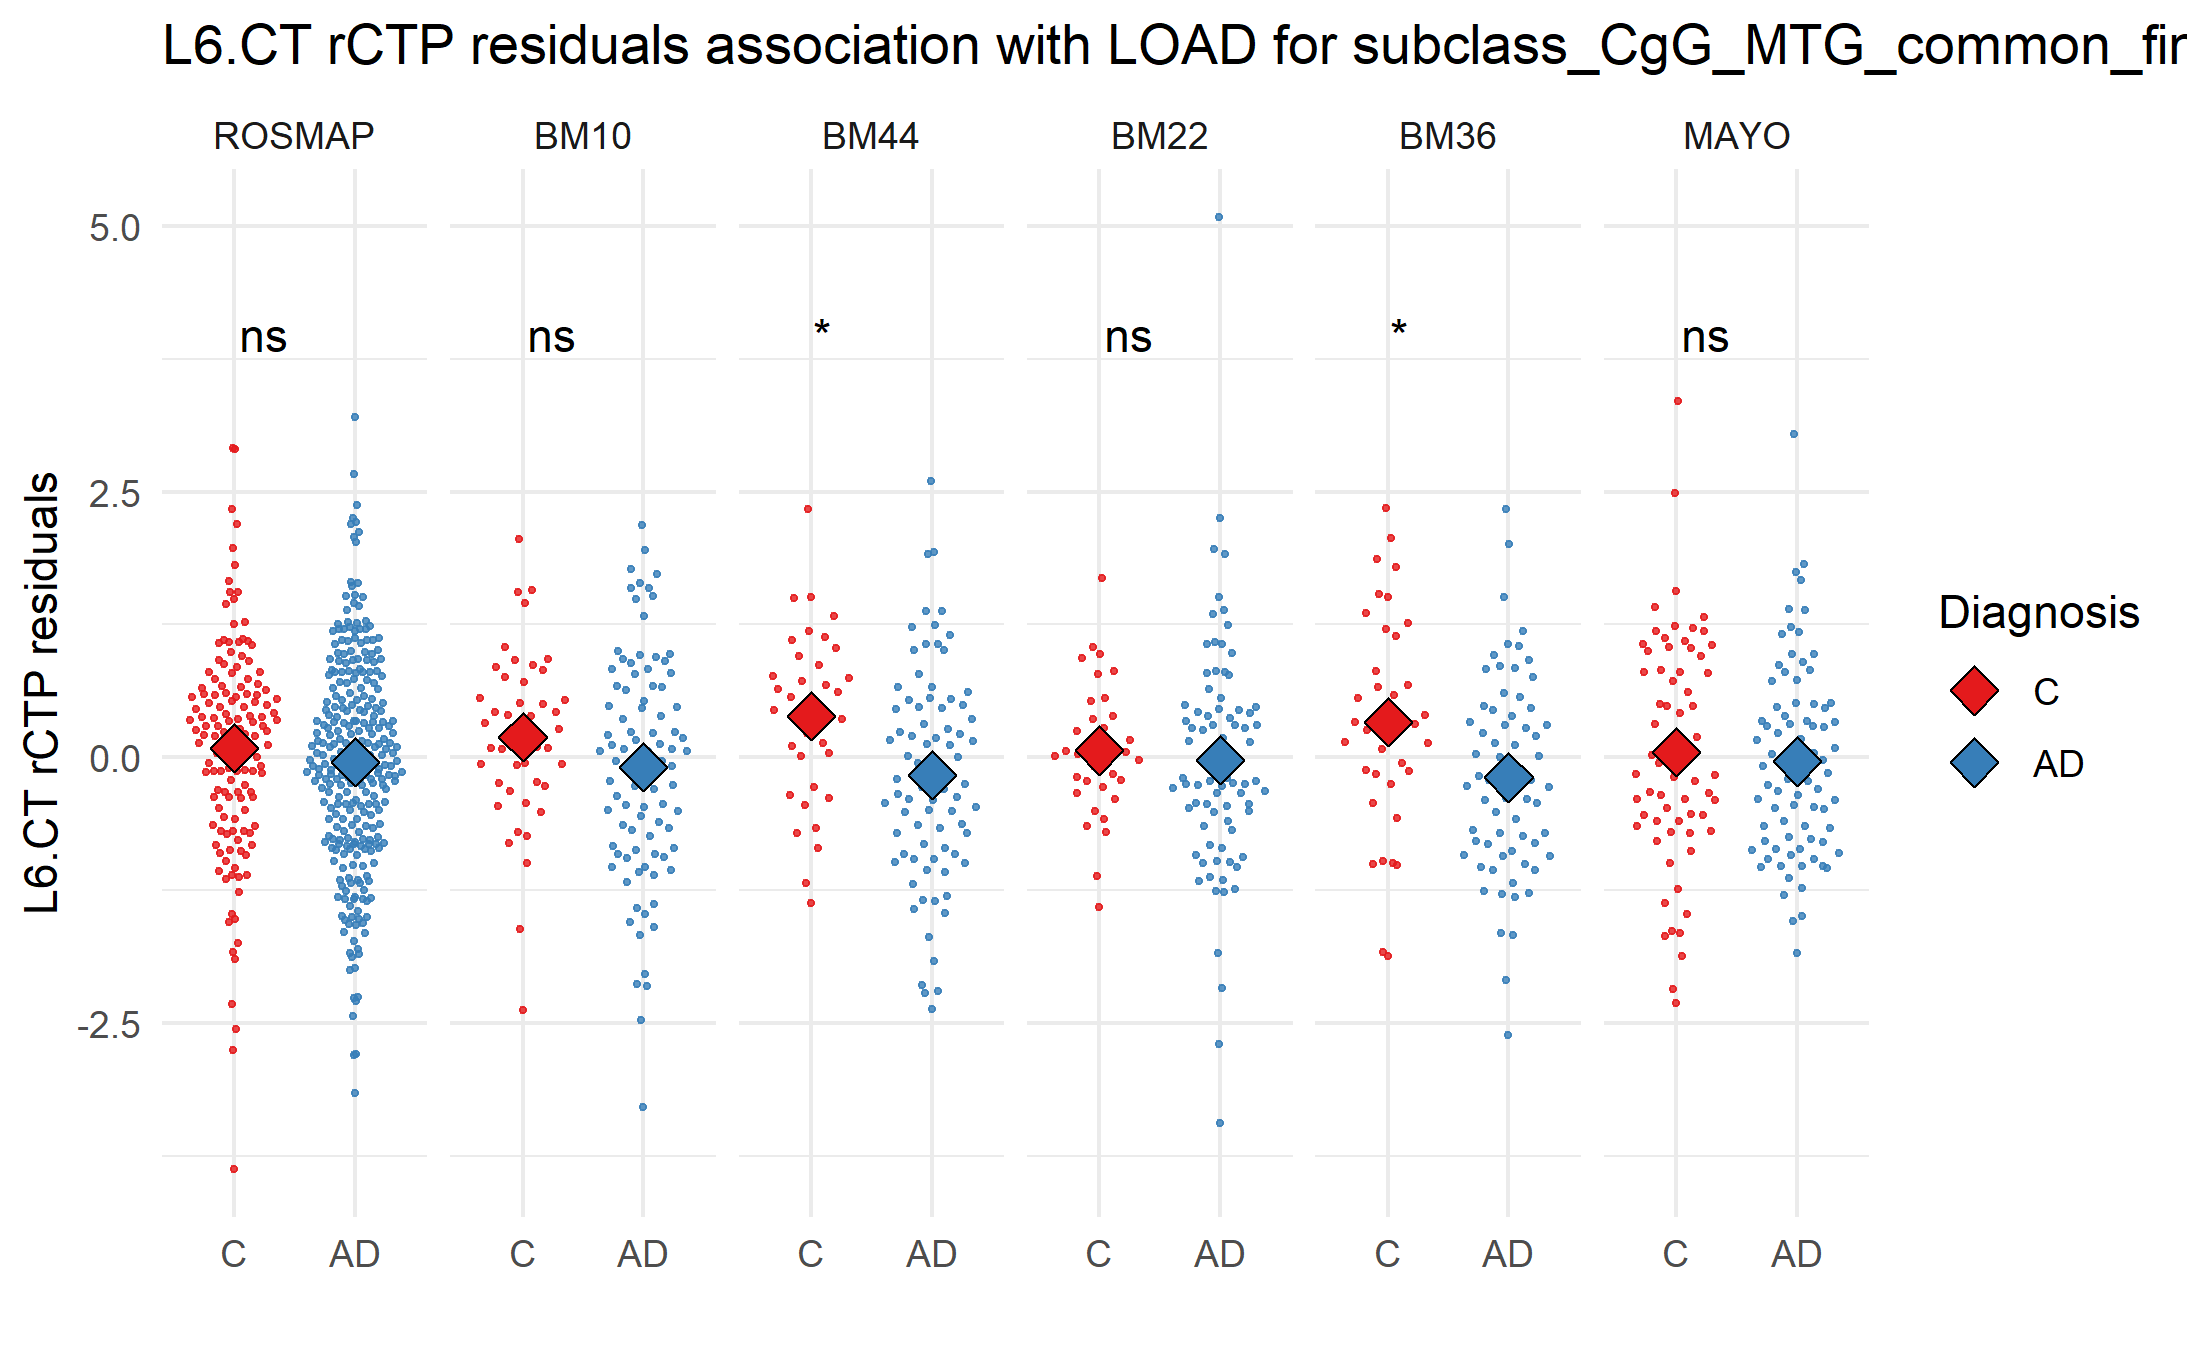 L6.CT rCTP residuals association with LOAD for subclass_CgG_MTG_common_fir
ROSMAP BM10 BM44 BM22 BM36 MAYO
5.0
ns ns * ns * ns
2.5
0.0
-2.5
L6.CT rCTP residuals
C AD C AD C AD C AD C AD C AD
Diagnosis
C
AD